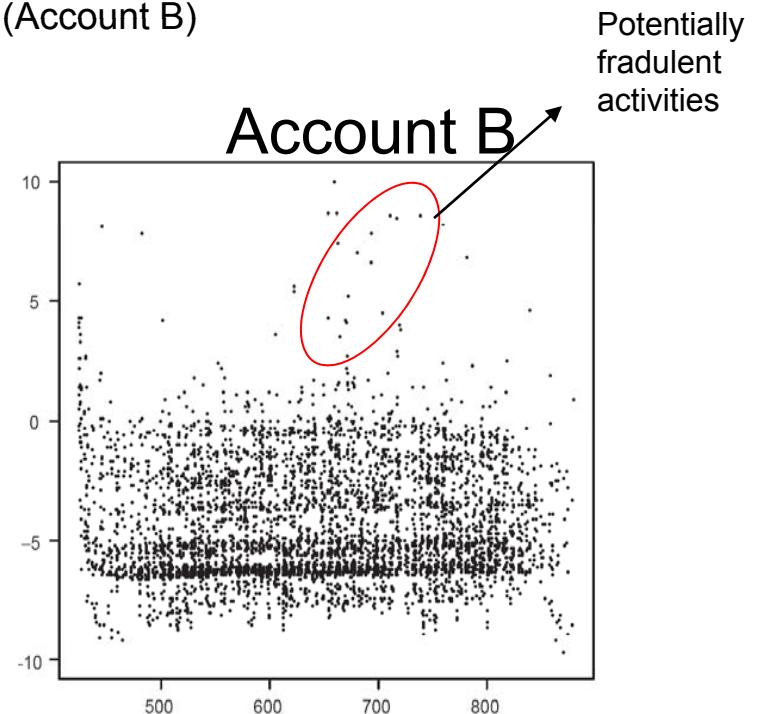 (Account B)
Potentially
fradulent
activities
Account B
10
5
0
–5
-10
500
600
700
800